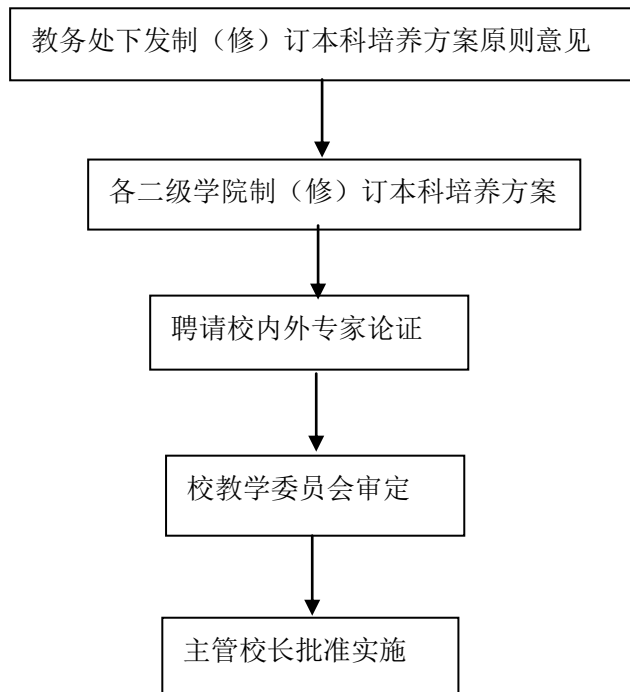 教务处下发制（修）订本科培养方案原则意见
各二级学院制（修）订本科培养方案
聘请校内外专家论证
校教学委员会审定
主管校长批准实施